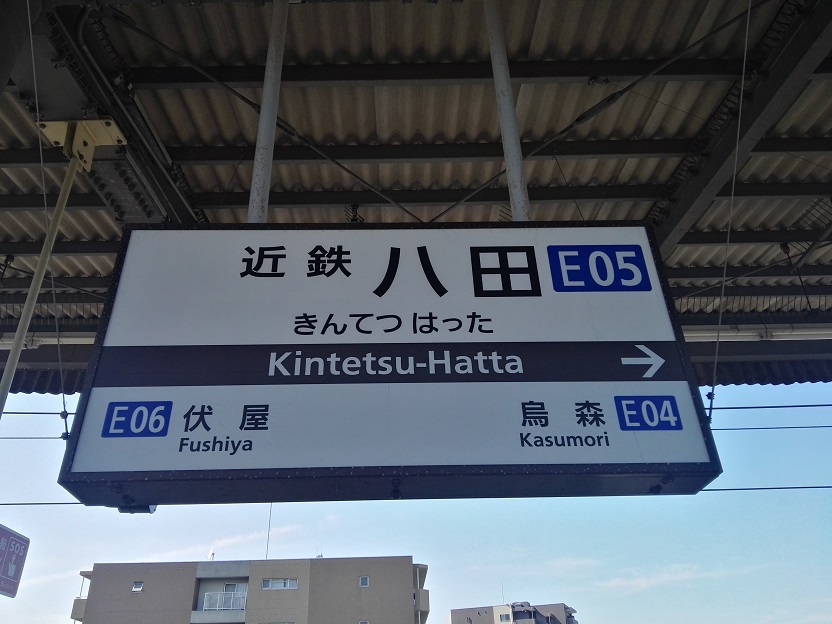 近鉄 八田 E05
きんてつ はった
Kintetsu-Hatta →
E06 伏屋 烏森 E04
Fushiya Kasumori
SOS